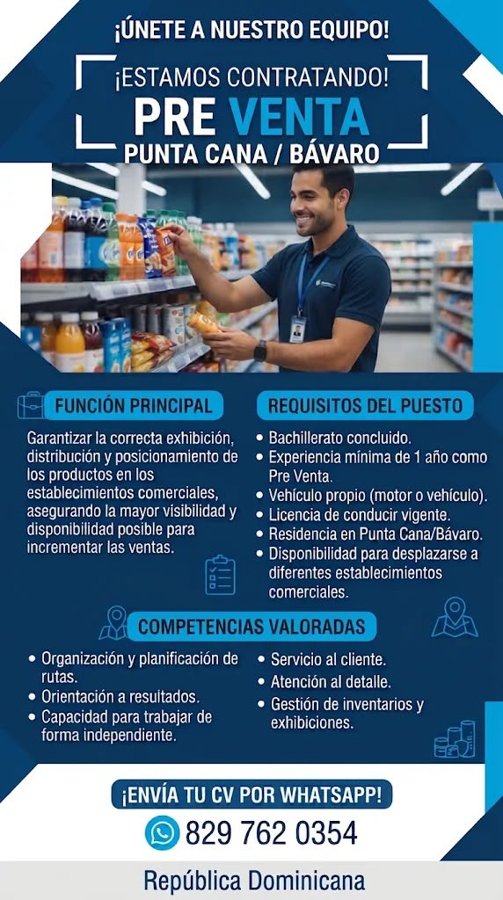 ¡ÚNETE A NUESTRO EQUIPO!
¡ESTAMOS CONTRATANDO!
PRE VENTA
PUNTA CANA / BÁVARO
FUNCIÓN PRINCIPAL
Garantizar la correcta exhibición,
distribución y posicionamiento de
los productos en los
establecimientos comerciales,
asegurando la mayor visibilidad y
disponibilidad posible para
incrementar las ventas.
REQUISITOS DEL PUESTO
• Bachillerato concluido.
• Experiencia mínima de 1 año como
Pre Venta.
• Vehículo propio (motor o vehículo).
• Licencia de conducir vigente.
• Residencia en Punta Cana/Bávaro.
• Disponibilidad para desplazarse a
diferentes establecimientos
comerciales.
COMPETENCIAS VALORADAS
• Organización y planificación de
rutas.
• Orientación a resultados.
• Capacidad para trabajar de
forma independiente.
• Servicio al cliente.
• Atención al detalle.
• Gestión de inventarios y
exhibiciones.
¡ENVÍA TU CV POR WHATSAPP!
829 762 0354
República Dominicana